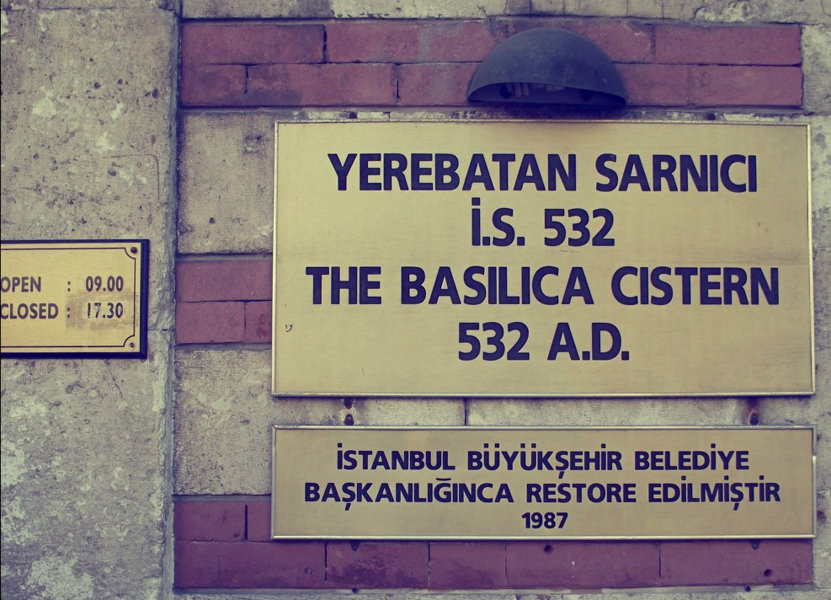 OPEN : 09.00
CLOSED : 17.30
YEREBATAN SARNICI
İ.S. 532
THE BASILICA CISTERN
532 A.D.
İSTANBUL BÜYÜKŞEHİR BELEDİYE
BAŞKANLIĞINCA RESTORE EDİLMİŞTİR
1987